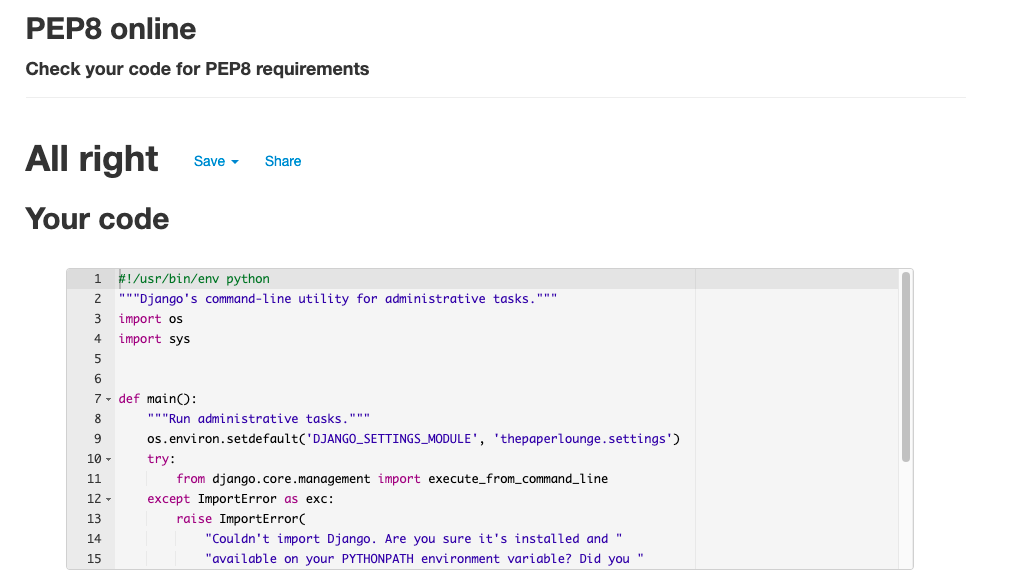 PEP8 online
Check your code for PEP8 requirements
All right Save Share
Your code
1 #!/usr/bin/env python
2 """Django's command-line utility for administrative tasks."""
3 import os
4 import sys
5
6
7 def main():
8 """Run administrative tasks."""
9 os.environ.setdefault('DJANGO_SETTINGS_MODULE', 'thepaperlounge.settings')
10 try:
11 from django.core.management import execute_from_command_line
12 except ImportError as exc:
13 raise ImportError(
14 "Couldn't import Django. Are you sure it's installed and "
15 "available on your PYTHONPATH environment variable? Did you "